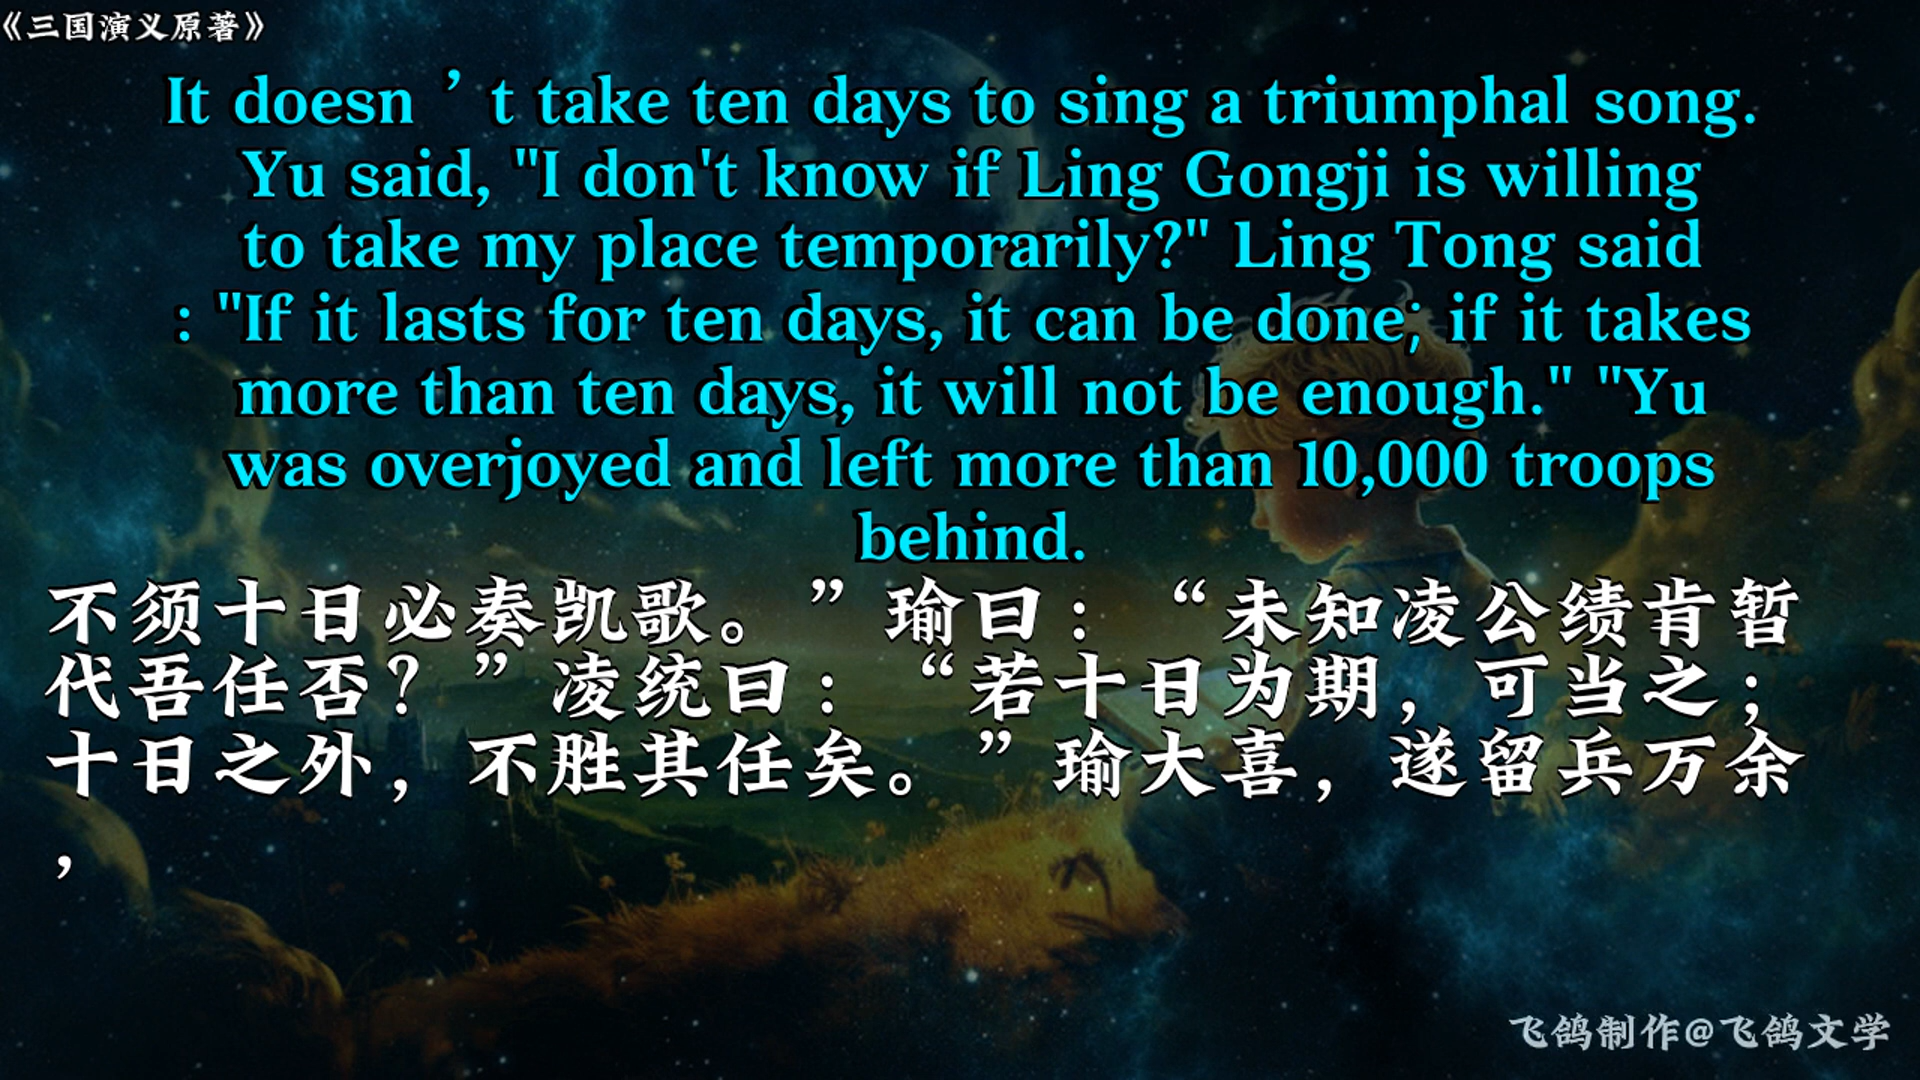 《三国演义原著》
It doesn ’ t take ten days to sing a triumphal song.
Yu said, "I don't know if Ling Gongji is willing
to take my place temporarily?" Ling Tong said
: "If it lasts for ten days, it can be done; if it takes
more than ten days, it will not be enough." "Yu
was overjoyed and left more than 10,000 troops
behind.
不须十日必奏凯歌。”瑜曰：“未知凌公绩肯暂
代吾任否？”凌统曰：“若十日为期，可当之；
十日之外，不胜其任矣。”瑜大喜，遂留兵万余
，
飞鸽制作@飞鸽文学